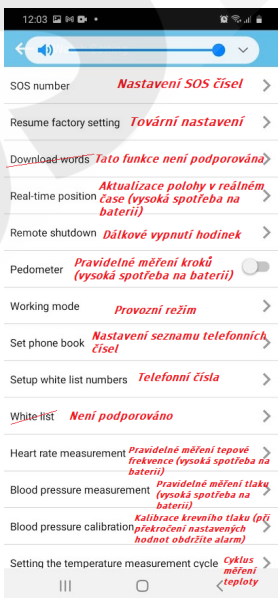 12:03
SOS number Nastavení SOS čísel
Resume factory setting Tovární nastavení
Download words Tato funkce není podporována
Real-time position Aktualizace polohy v reálném
čase (vysoká spotřeba na
baterii)
Remote shutdown Dálkové vypnutí hodinek
Pedometer Pravidelné měření kroků
(vysoká spotřeba na baterii)
Working mode Provozní režim
Set phone book Nastavení seznamu telefonních
čísel
Setup white list numbers Telefonní čísla
White list Není podporováno
Heart rate measurement Pravidelné měření tepové
frekvence (vysoká spotřeba na
baterii)
Blood pressure measurement Pravidelné měření tlaku
(vysoká spotřeba na
baterii)
Blood pressure calibration Kalibrace krevního tlaku (při
překročení nastavených
hodnot obdržíte alarm)
Setting the temperature measurement cycle Cyklus
měření
teploty